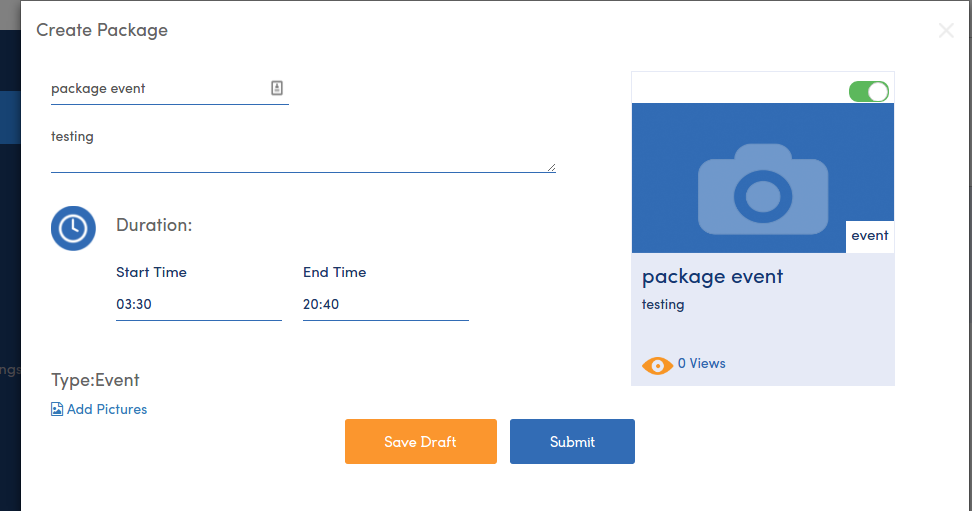 Create Package
package event
testing
Duration:
Start Time
End Time
03:30
20:40
Type:Event
Add Pictures
Save Draft
Submit
event
package event
testing
0 Views
ngs